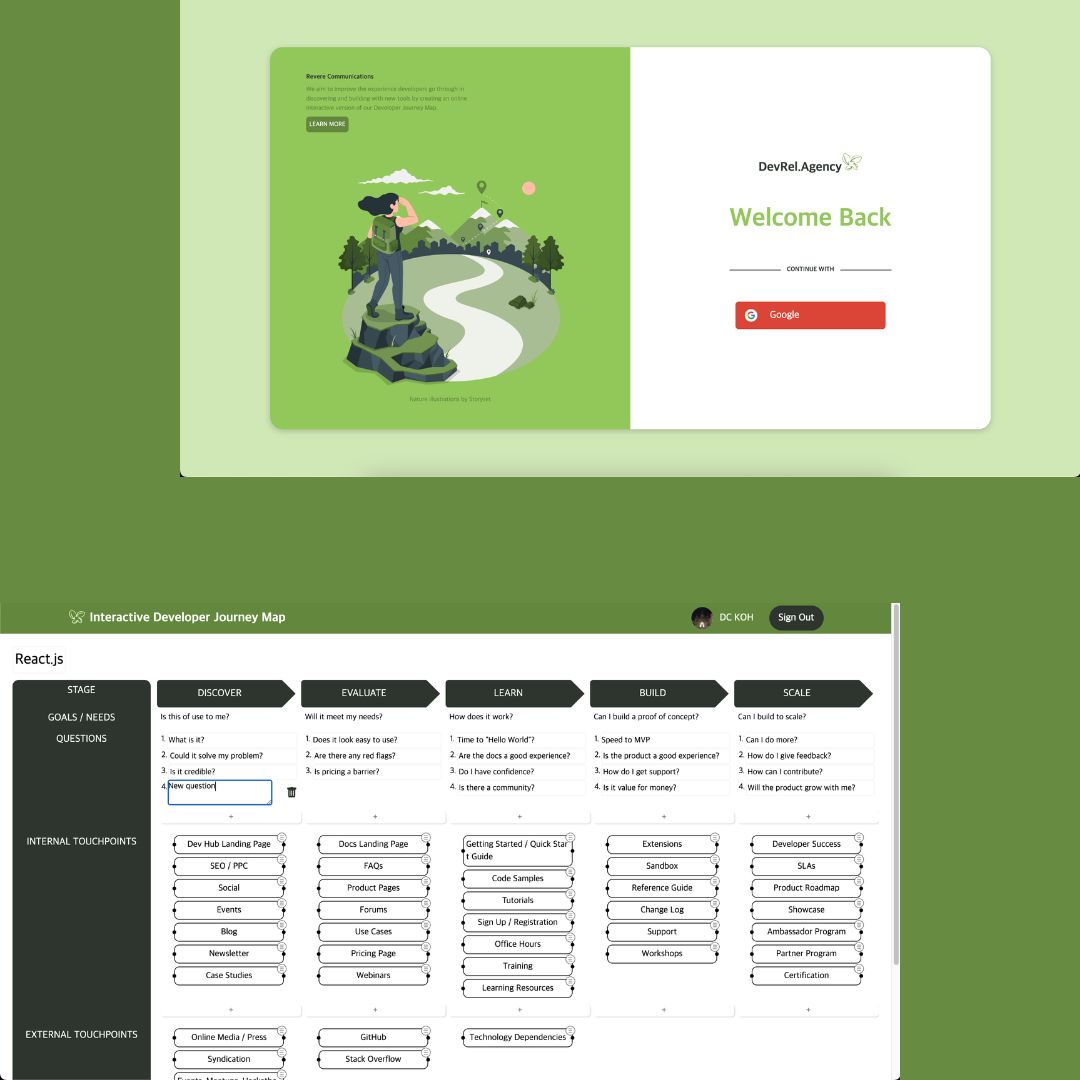 Revere Communications
We aim to improve the experience developers go through in
discovering and building with new tools by creating an online
interactive version of our Developer Journey Map.
LEARN MORE
Nature illustrations by Storyset
DevRel.Agency
Welcome Back
CONTINUE WITH
G Google
Interactive Developer Journey Map
DC KOH
Sign Out
React.js
STAGE
DISCOVER
EVALUATE
LEARN
BUILD
SCALE
GOALS / NEEDS
Is this of use to me?
Will it meet my needs?
How does it work?
Can I build a proof of concept?
Can I build to scale?
QUESTIONS
1. What is it?
2. Could it solve my problem?
3. Is it credible?
4. New question
+
1. Does it look easy to use?
2. Are there any red flags?
3. Is pricing a barrier?
+
1. Time to "Hello World"?
2. Are the docs a good experience?
3. Do I have confidence?
4. Is there a community?
+
1. Speed to MVP
2. Is the product a good experience?
3. How do I get support?
4. Is it value for money?
+
1. Can I do more?
2. How do I give feedback?
3. How can I contribute?
4. Will the product grow with me?
+
INTERNAL TOUCHPOINTS
Dev Hub Landing Page
SEO / PPC
Social
Events
Blog
Newsletter
Case Studies
+
Docs Landing Page
FAQs
Product Pages
Forums
Use Cases
Pricing Page
Webinars
+
Getting Started / Quick Star
t Guide
Code Samples
Tutorials
Sign Up / Registration
Office Hours
Training
Learning Resources
+
Extensions
Sandbox
Reference Guide
Change Log
Support
Workshops
+
Developer Success
SLAs
Product Roadmap
Showcase
Ambassador Program
Partner Program
Certification
+
EXTERNAL TOUCHPOINTS
Online Media / Press
Syndication
GitHub
Stack Overflow
Technology Dependencies